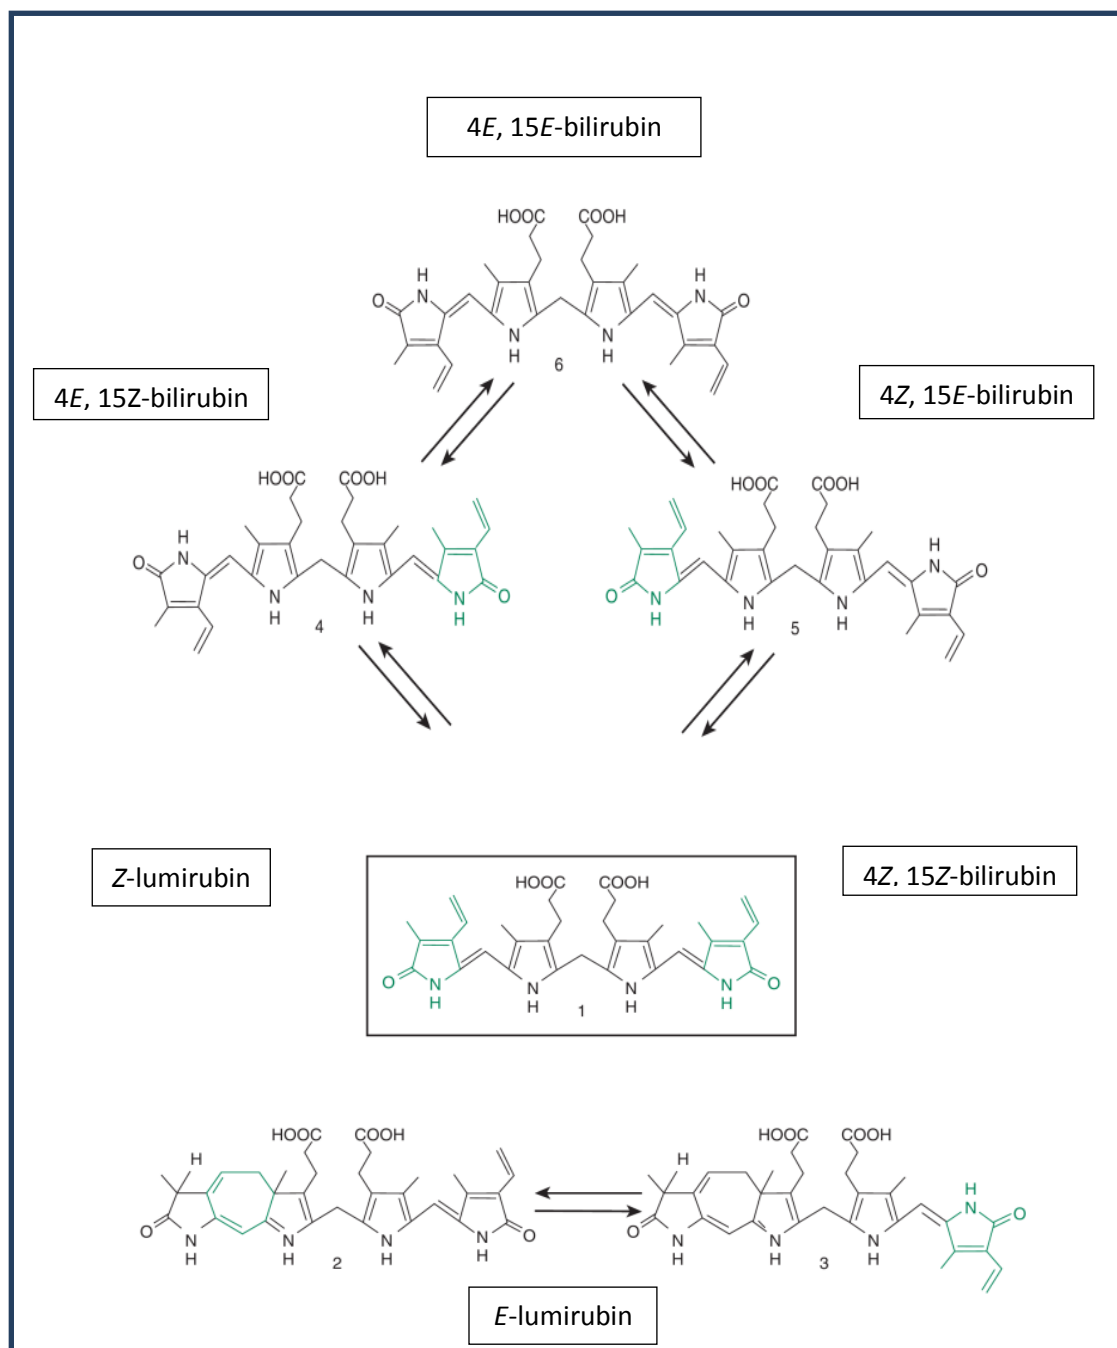 4E, 15E-bilirubin
HOOC COOH
H H
N N
O O
N N
H H
6
4E, 15Z-bilirubin
4Z, 15E-bilirubin
HOOC COOH
H
N
O
N N N O
H H H
4
HOOC COOH
H
N
O
O N N N
H H H
5
Z-lumirubin
4Z, 15Z-bilirubin
HOOC COOH
O N N N N O
H H H H
1
HOOC COOH
H
O
N N N N O
H H H
2
HOOC COOH
H
H
N
O O
N N N
H H
3
E-lumirubin